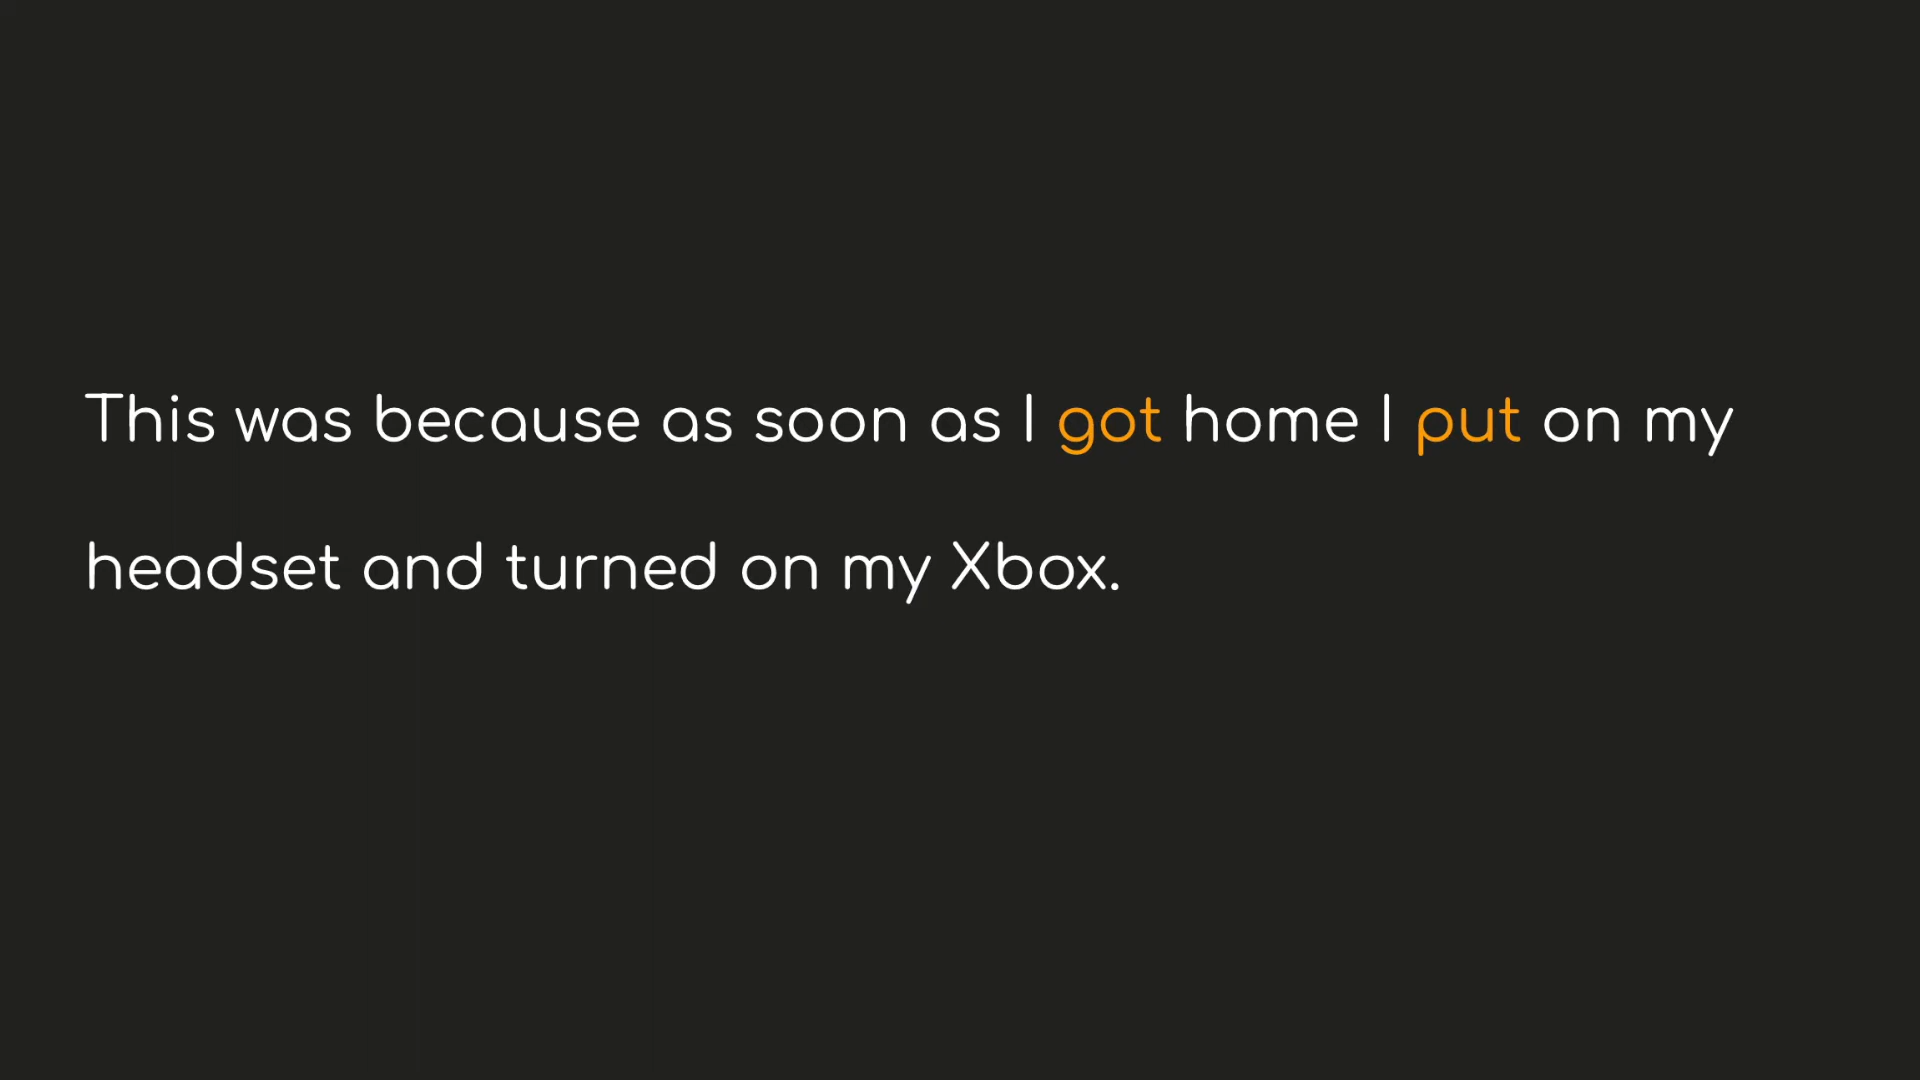 This was because as soon as I got home I put on my
headset and turned on my Xbox.